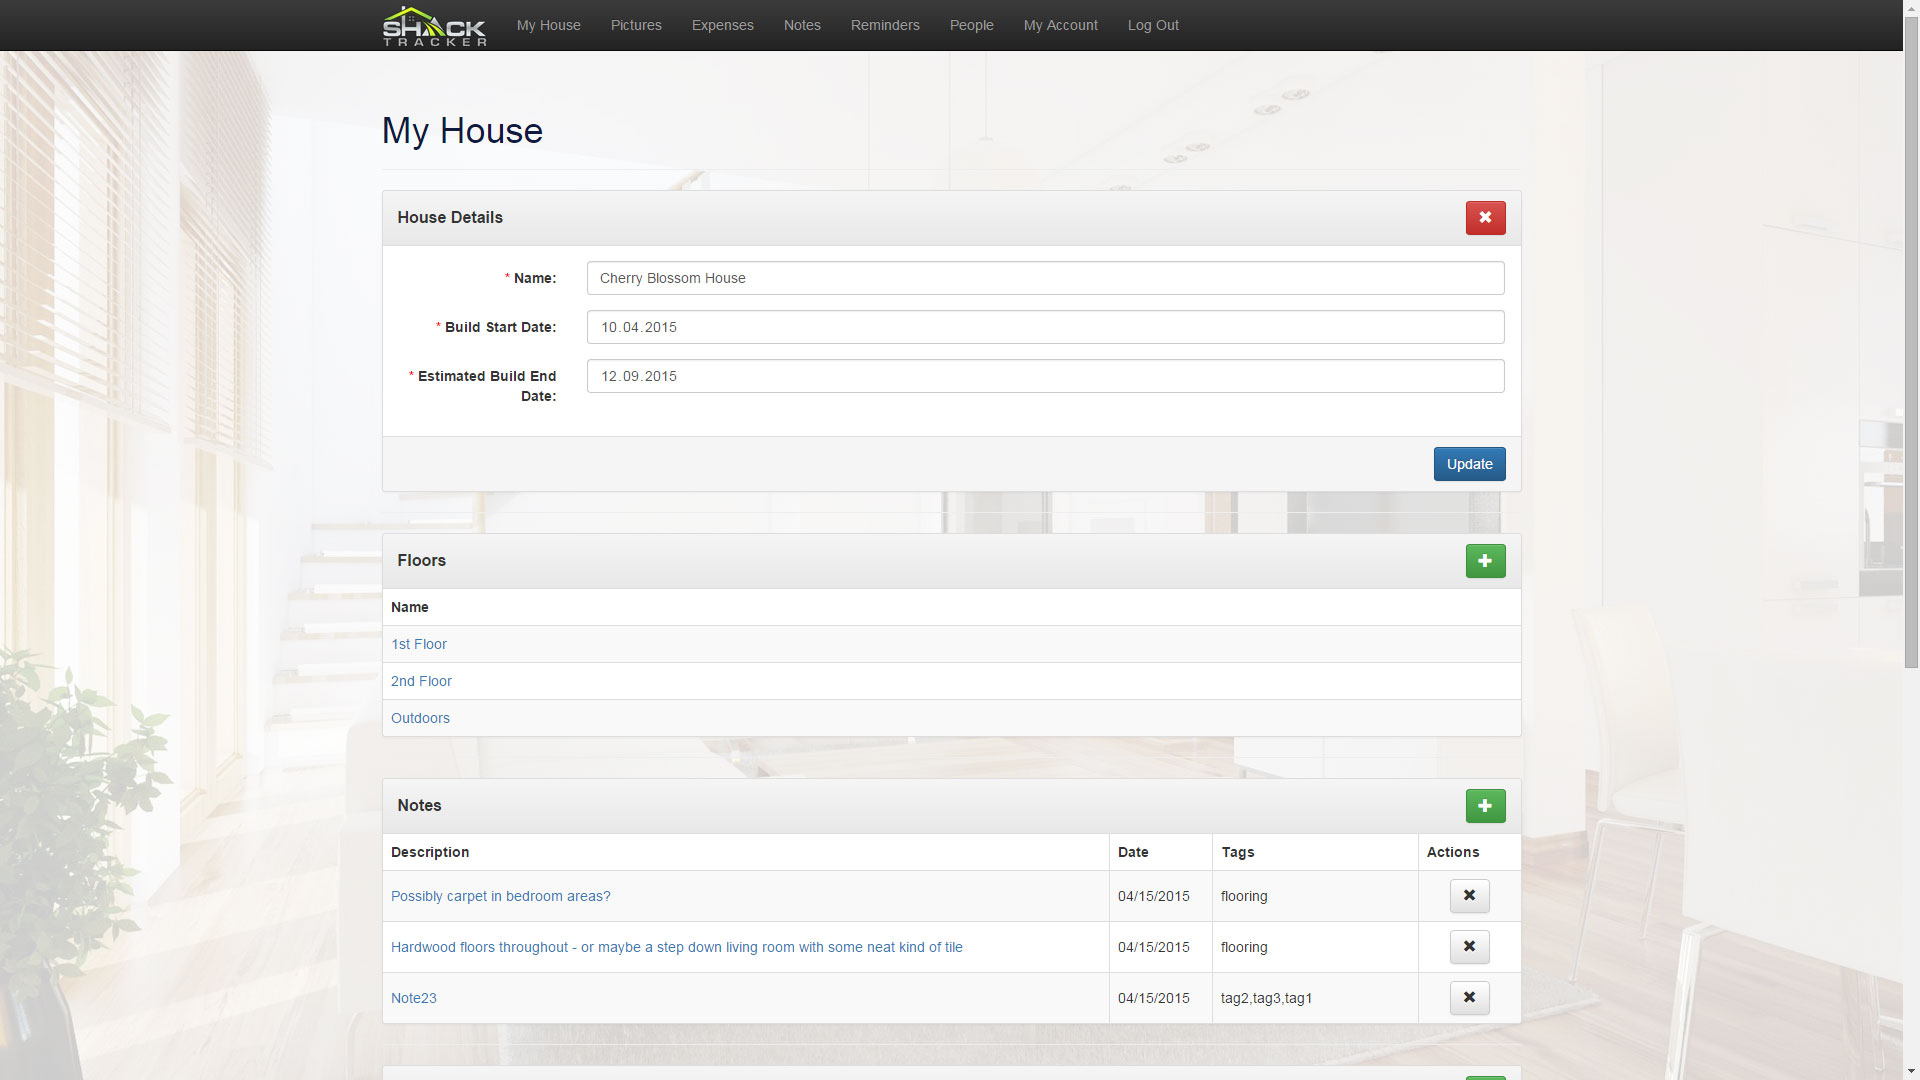 SHACK
TRACKER
My House
Pictures
Expenses
Notes
Reminders
People
My Account
Log Out
My House
House Details
* Name:
Cherry Blossom House
* Build Start Date:
10.04.2015
* Estimated Build End
Date:
12.09.2015
Update
Floors
Name
1st Floor
2nd Floor
Outdoors
Notes
Description Date Tags Actions
Possibly carpet in bedroom areas? 04/15/2015 flooring
Hardwood floors throughout - or maybe a step down living room with some neat kind of tile 04/15/2015 flooring
Note23 04/15/2015 tag2,tag3,tag1